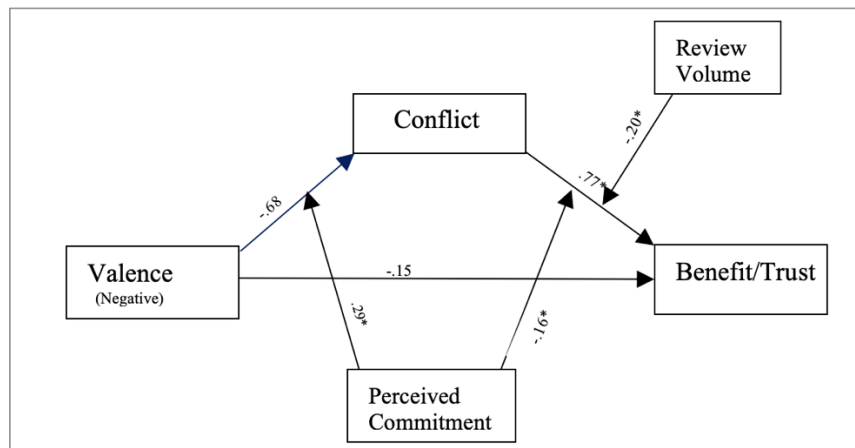 Review
Volume
Conflict
-.20*
.77*
-.68
Valence
(Negative)
-.15
Benefit/Trust
.29*
-.16*
Perceived
Commitment